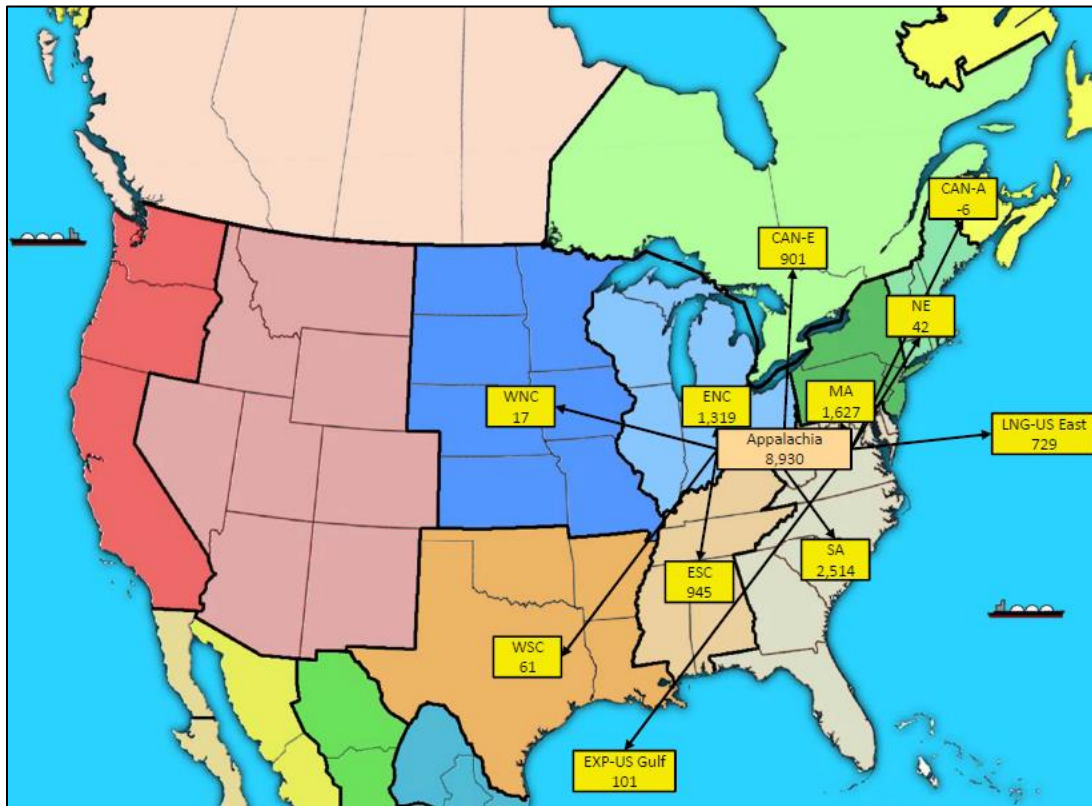 CAN-A
-6
CAN-E
901
NE
42
WNC
17
ENC
1,319
MA
1,627
LNG-US East
729
Appalachia
8,930
SA
2,514
ESC
945
WSC
61
EXP-US Gulf
101